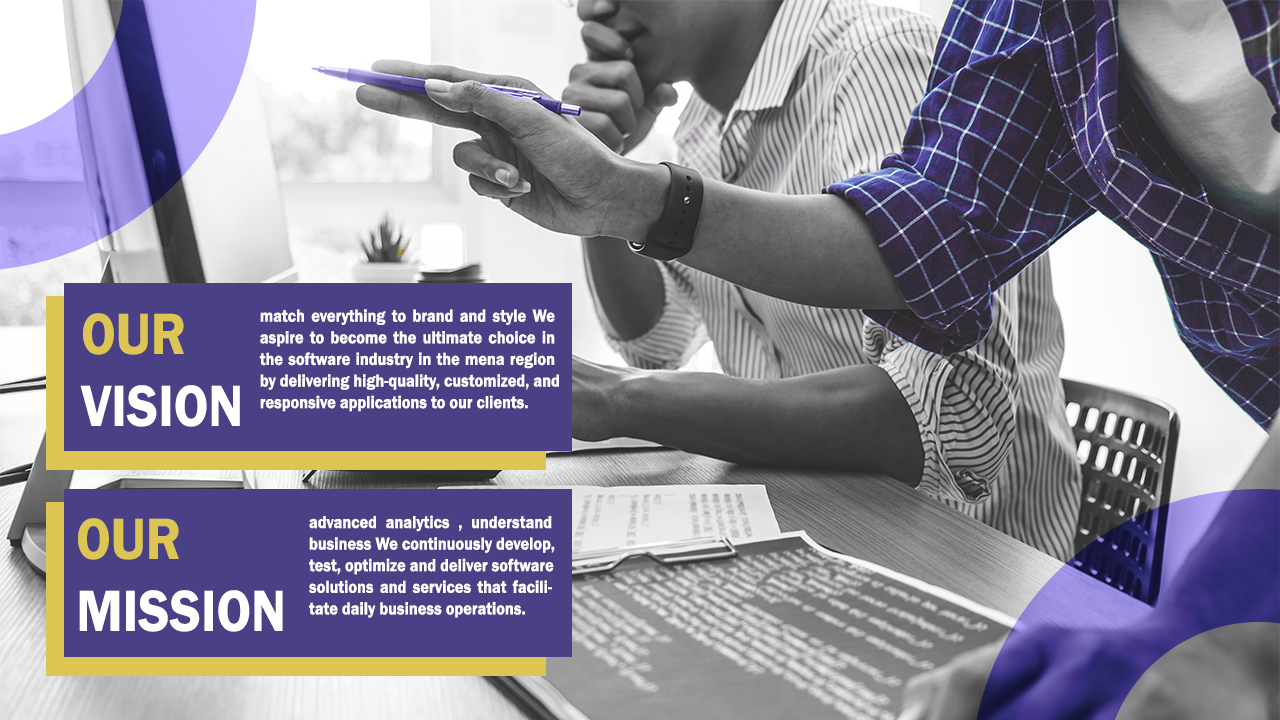 OUR
VISION
match everything to brand and style We
aspire to become the ultimate choice in
the software industry in the mena region
by delivering high-quality, customized, and
responsive applications to our clients.
OUR
MISSION
advanced analytics , understand
business We continuously develop,
test, optimize and deliver software
solutions and services that facili-
tate daily business operations.